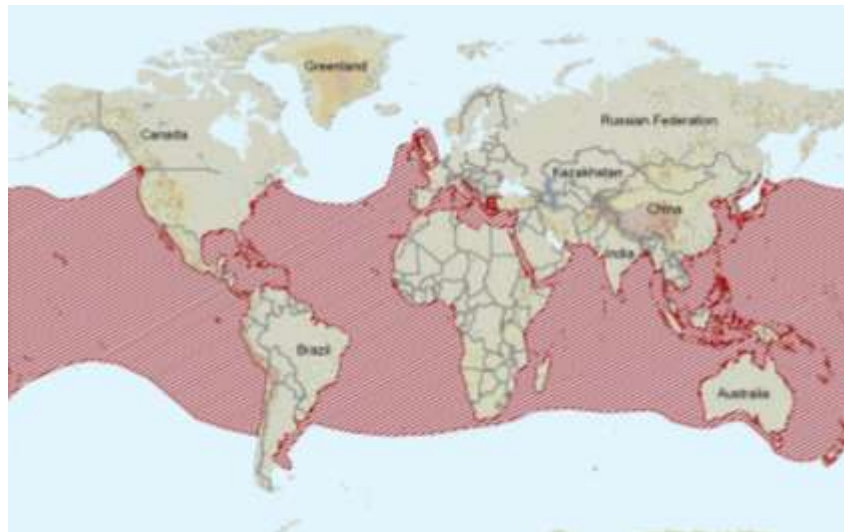 Greenland
Canada
Russian Federation
Kazakhstan
China
India
Brazil
Australia